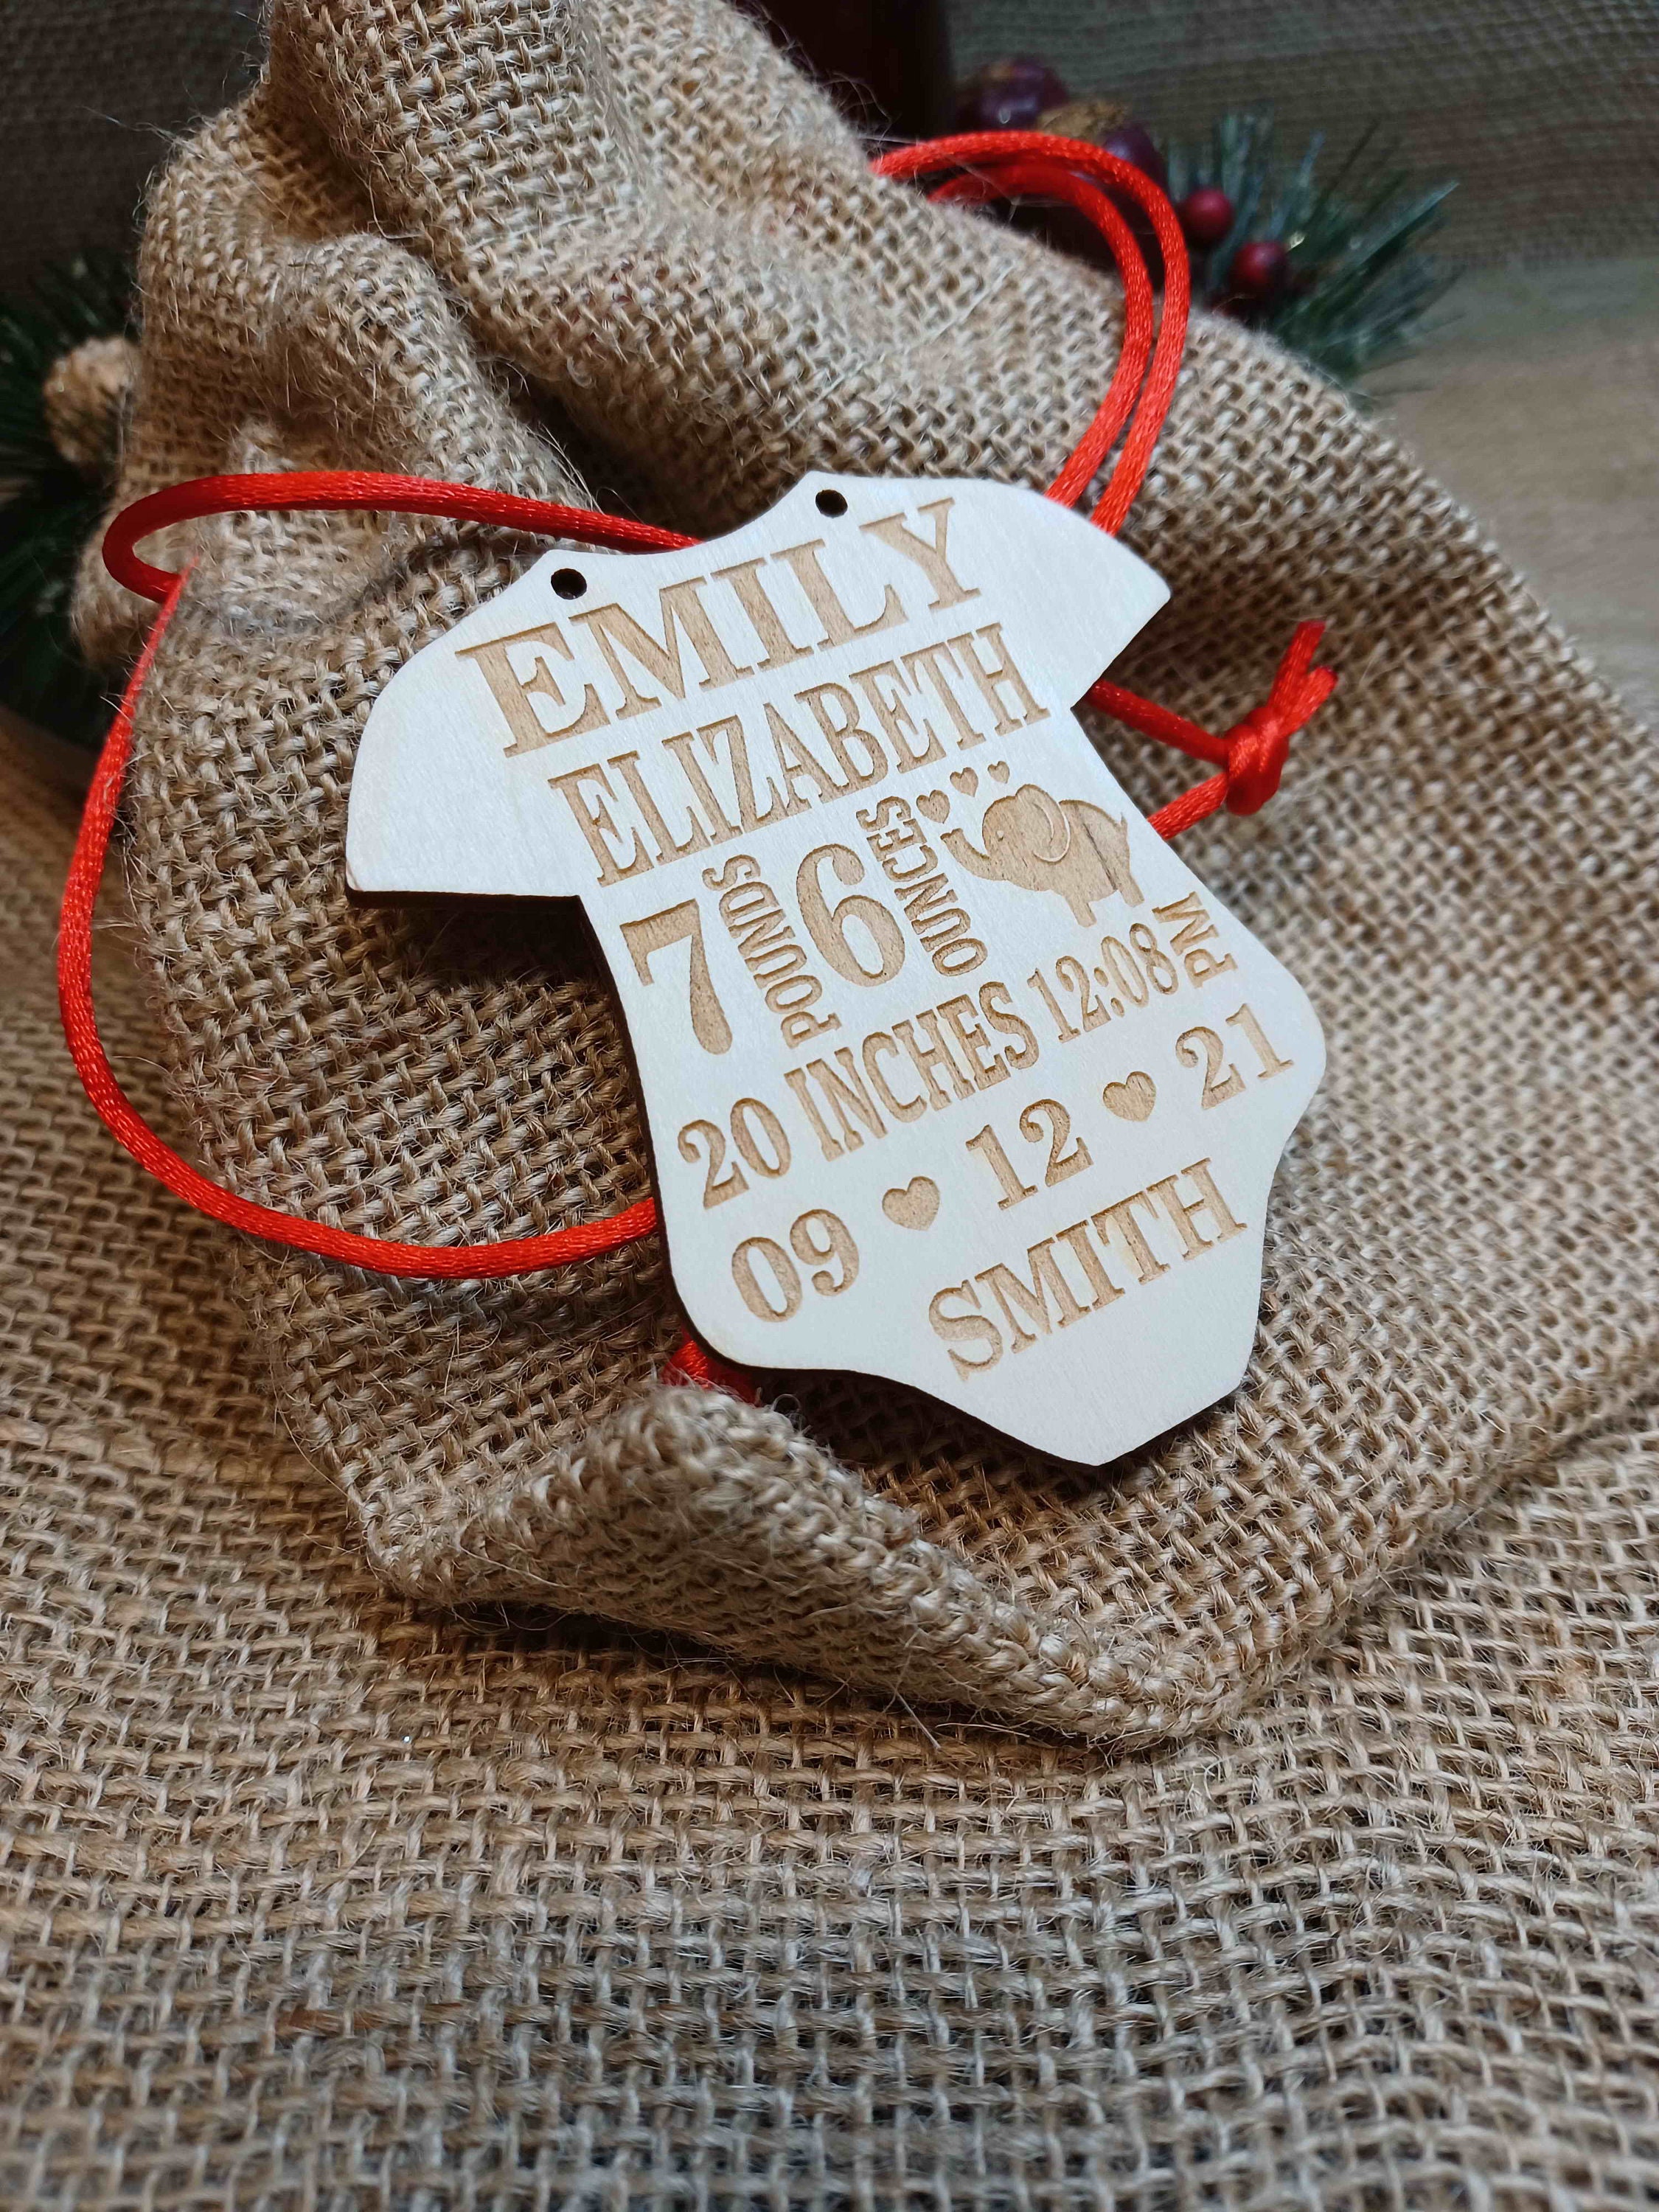 EMILY
ELIZABETH
7 POUNDS 6 OUNCES
20 INCHES 12:08 PM
09 12 21
SMITH